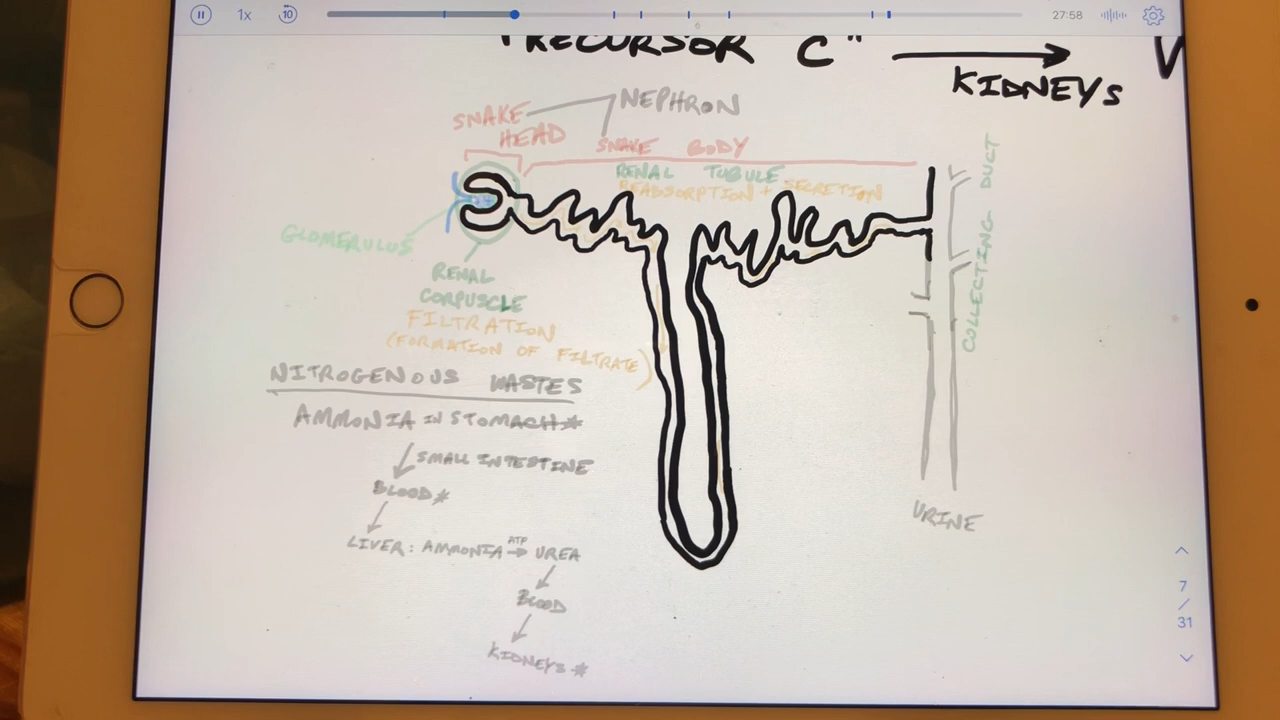 1x
10
27:58
"PRECURSOR C"
KIDNEYS
NEPHRON
SNAKE
HEAD
SNAKE BODY
RENAL TUBULE
REABSORPTION + SECRETION
COLLECTING DUCT
GLOMERULUS
RENAL
CORPUSCLE
FILTRATION
(FORMATION OF FILTRATE)
NITROGENOUS WASTES
AMMONIA IN STOMACH*
SMALL INTESTINE
BLOOD*
LIVER: AMMONIA ATP → UREA
BLOOD
KIDNEYS*
URINE
7
/
31